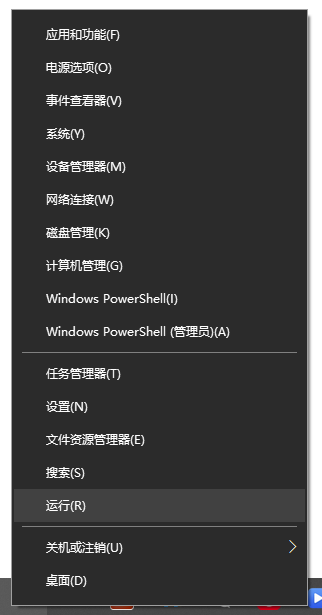 应用和功能(F)
电源选项(O)
事件查看器(V)
系统(Y)
设备管理器(M)
网络连接(W)
磁盘管理(K)
计算机管理(G)
Windows PowerShell(I)
Windows PowerShell (管理员)(A)
任务管理器(T)
设置(N)
文件资源管理器(E)
搜索(S)
运行(R)
关机或注销(U)
桌面(D)